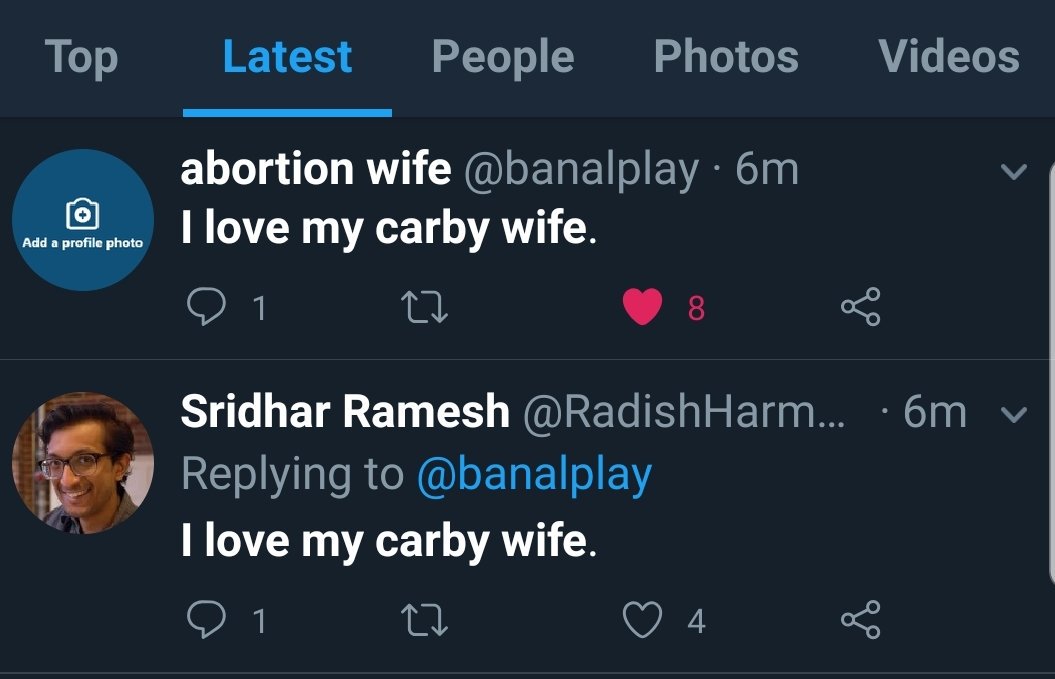 Top Latest People Photos Videos
abortion wife @banalplay · 6m
Add a profile photo
I love my carby wife.
1 8
Sridhar Ramesh @RadishHarm... · 6m
Replying to @banalplay
I love my carby wife.
1 4